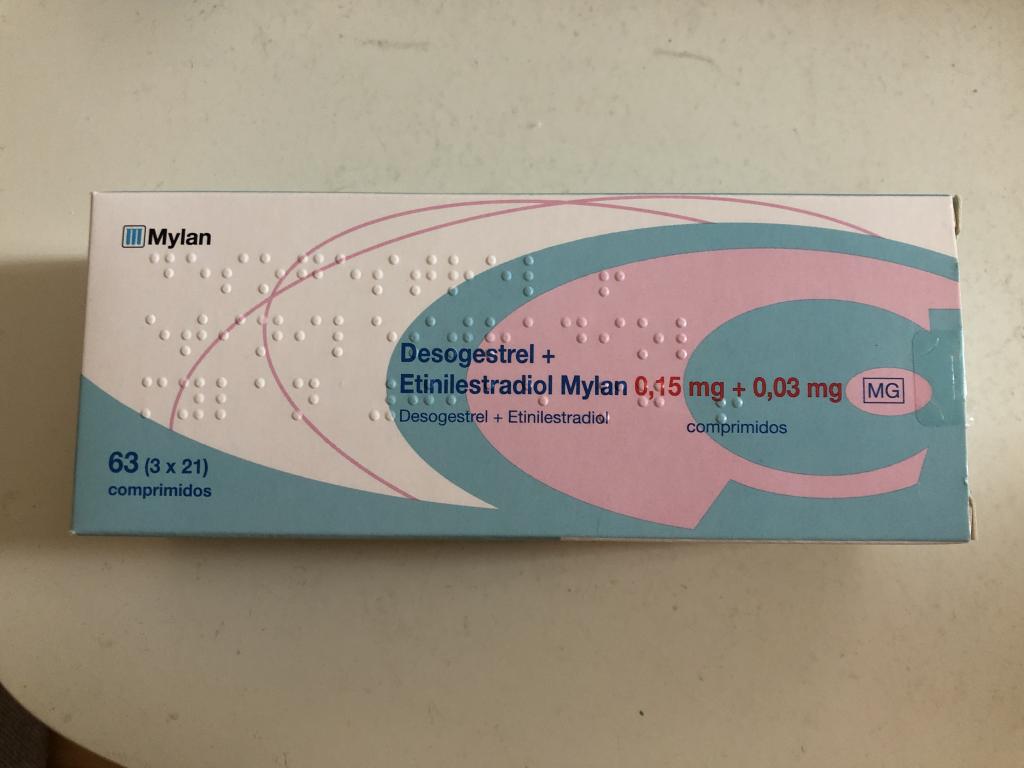 Mylan
Desogestrel +
Etinilestradiol Mylan 0,15 mg + 0,03 mg MG
Desogestrel + Etinilestradiol comprimidos
63 (3 x 21)
comprimidos